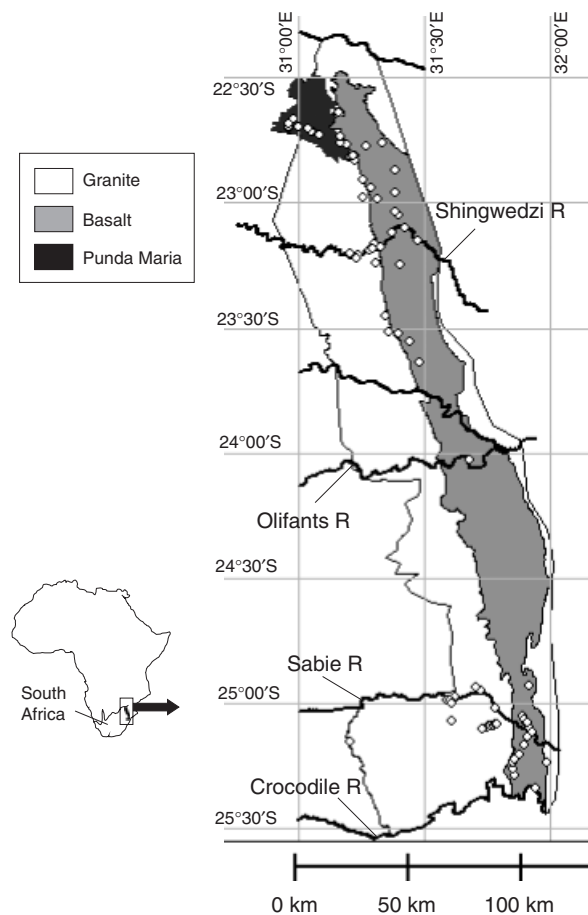 31°00′E
31°30′E
32°00′E
22°30′S
Granite
Basalt
Punda Maria
23°00′S
Shingwedzi R
23°30′S
24°00′S
Olifants R
24°30′S
Sabie R
South
Africa
25°00′S
Crocodile R
25°30′S
0 km
50 km
100 km